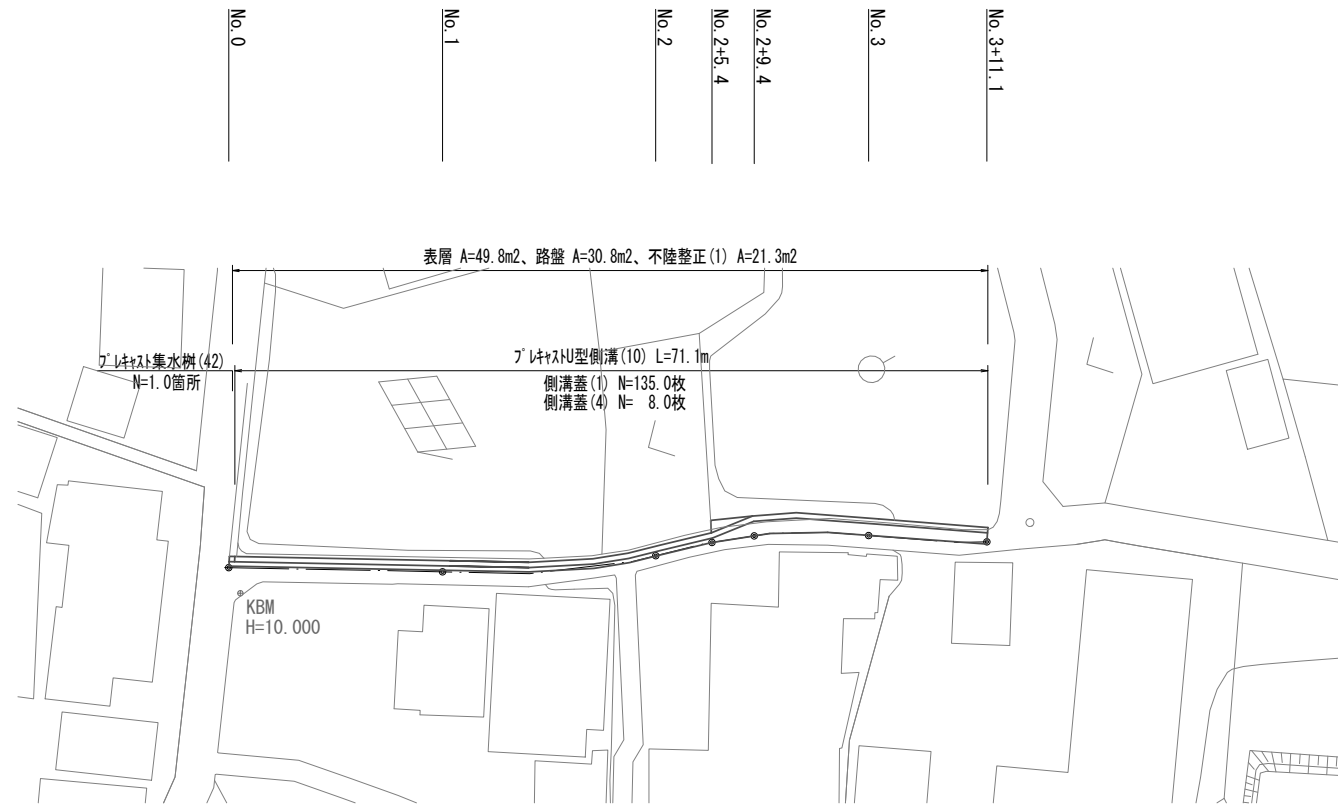 No.0
No.1
No.2
No.2+5.4
No.2+9.4
No.3
No.3+11.1
表層 A=49.8m2、路盤 A=30.8m2、不陸整正(1) A=21.3m2
ﾌﾟﾚｷｬｽﾄ集水桝(42)
N=1.0箇所
ﾌﾟﾚｷｬｽﾄU型側溝(10) L=71.1m
側溝蓋(1) N=135.0枚
側溝蓋(4) N=  8.0枚
KBM
H=10.000